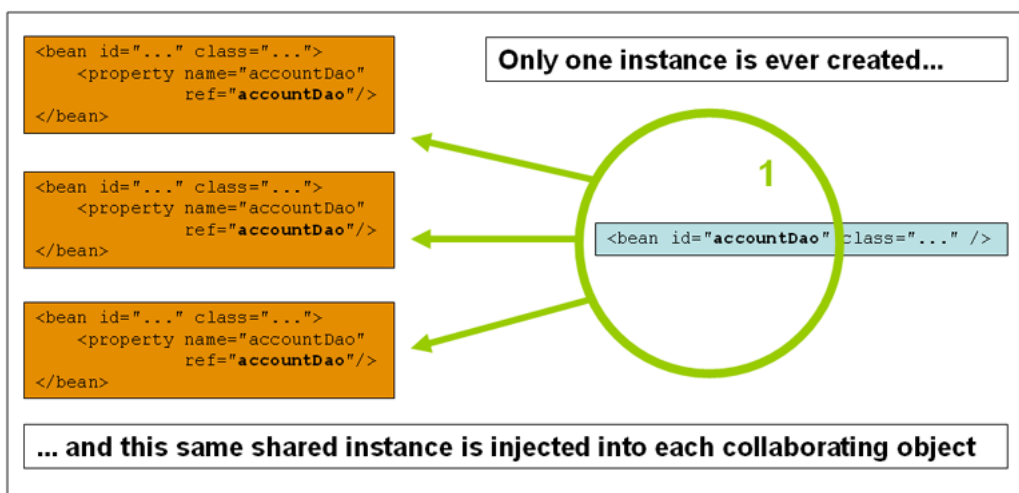 <bean id="..." class="...">
    <property name="accountDao"
              ref="accountDao"/>
</bean>
Only one instance is ever created...
1
<bean id="..." class="...">
    <property name="accountDao"
              ref="accountDao"/>
</bean>
<bean id="accountDao" class="..." />
<bean id="..." class="...">
    <property name="accountDao"
              ref="accountDao"/>
</bean>
... and this same shared instance is injected into each collaborating object